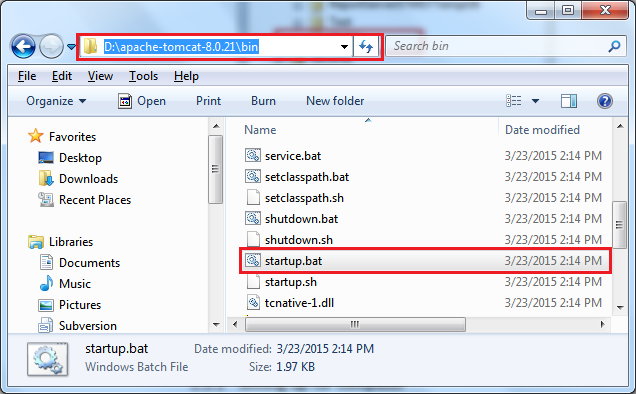 D:\apache-tomcat-8.0.21\bin
Search bin
File Edit View Tools Help
Organize Open Print Burn New folder
Name Date modified
Favorites
Desktop
Downloads
Recent Places
Libraries
Documents
Music
Pictures
Subversion
service.bat 3/23/2015 2:14 PM
setclasspath.bat 3/23/2015 2:14 PM
setclasspath.sh 3/23/2015 2:14 PM
shutdown.bat 3/23/2015 2:14 PM
shutdown.sh 3/23/2015 2:14 PM
startup.bat 3/23/2015 2:14 PM
startup.sh 3/23/2015 2:14 PM
tcnative-1.dll 3/23/2015 2:14 PM
startup.bat Date modified: 3/23/2015 2:14 PM
Windows Batch File Size: 1.97 KB